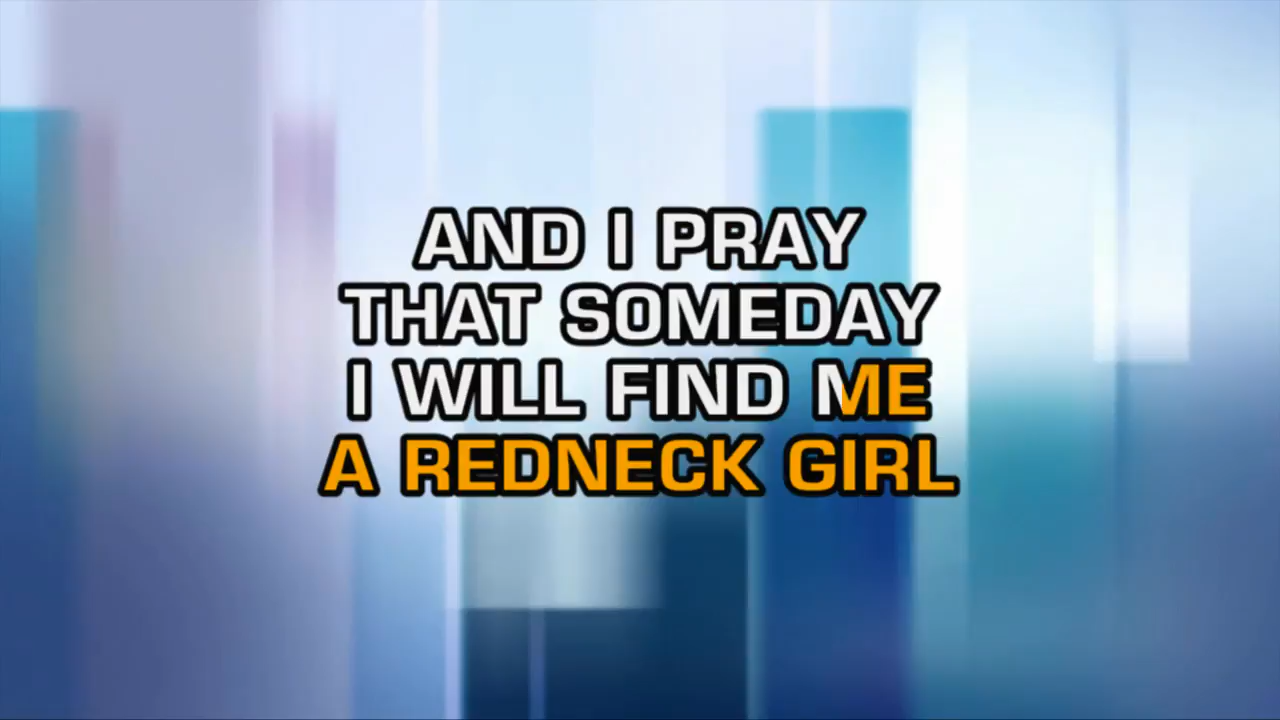 AND I PRAY
THAT SOMEDAY
I WILL FIND ME
A REDNECK GIRL